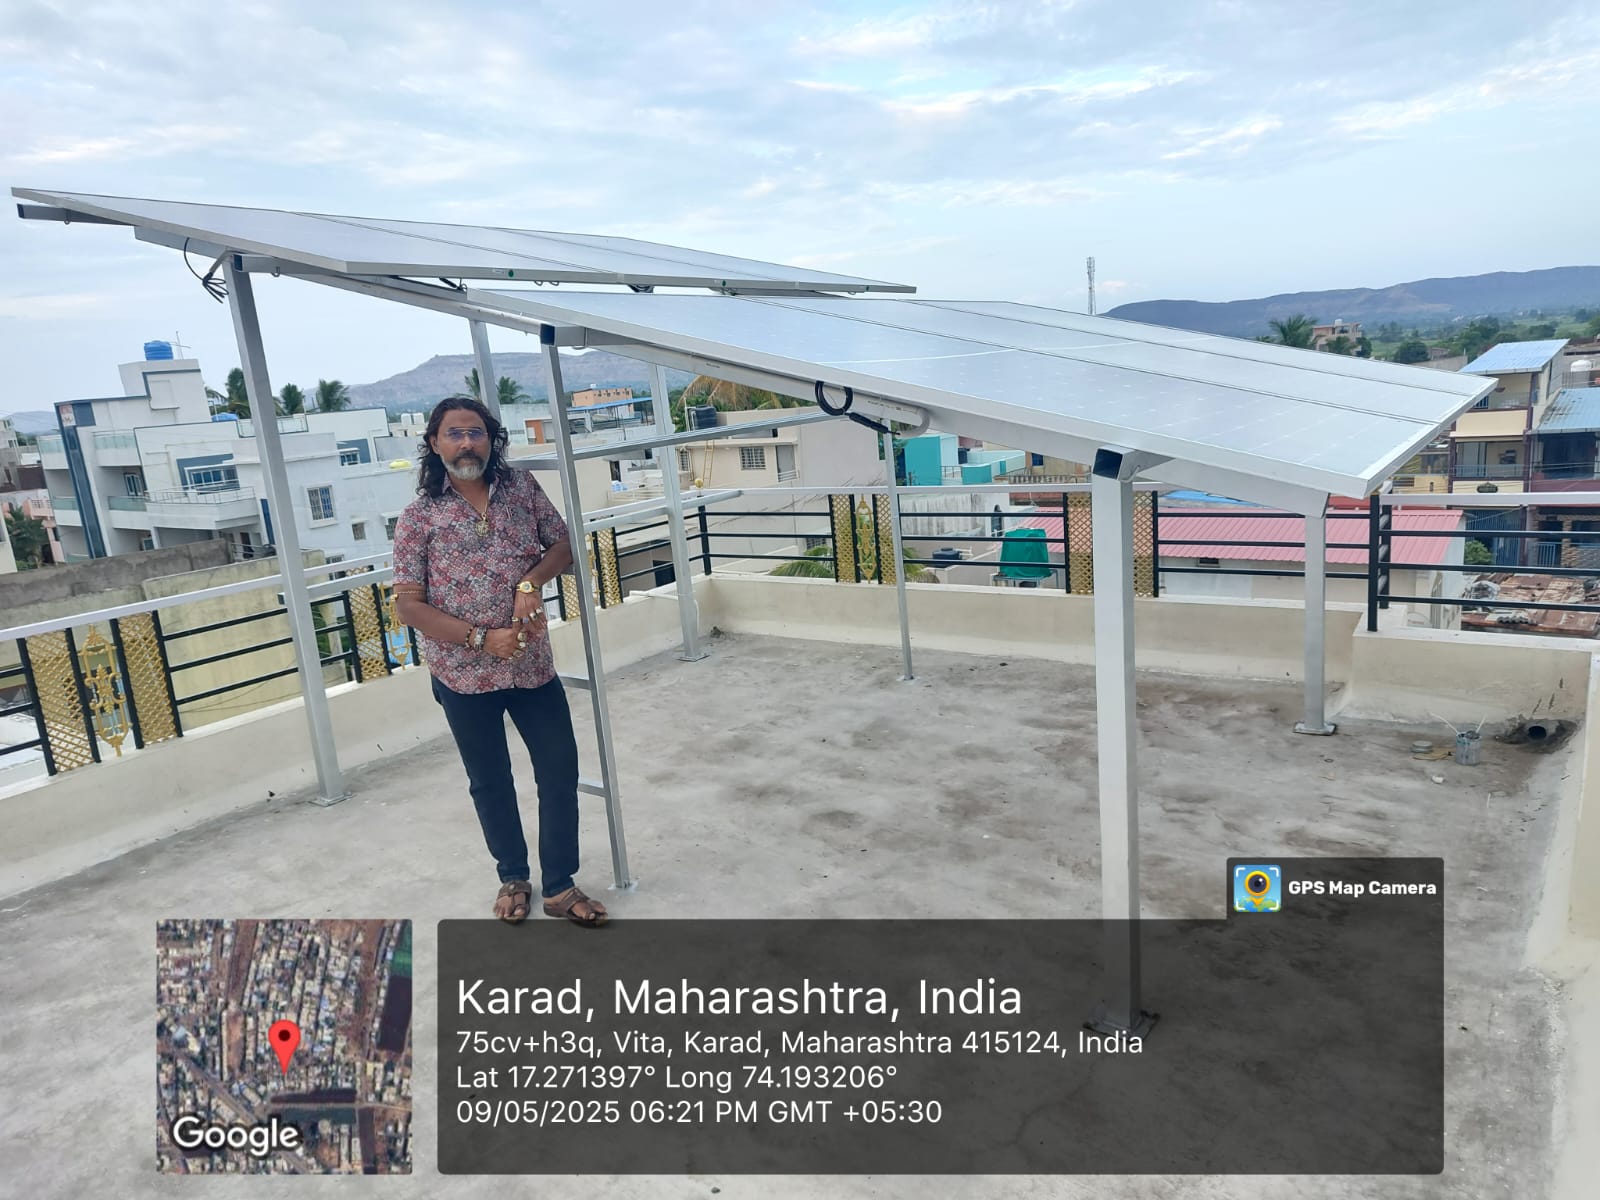 GPS Map Camera
Karad, Maharashtra, India
75cv+h3q, Vita, Karad, Maharashtra 415124, India
Lat 17.271397° Long 74.193206°
09/05/2025 06:21 PM GMT +05:30
Google